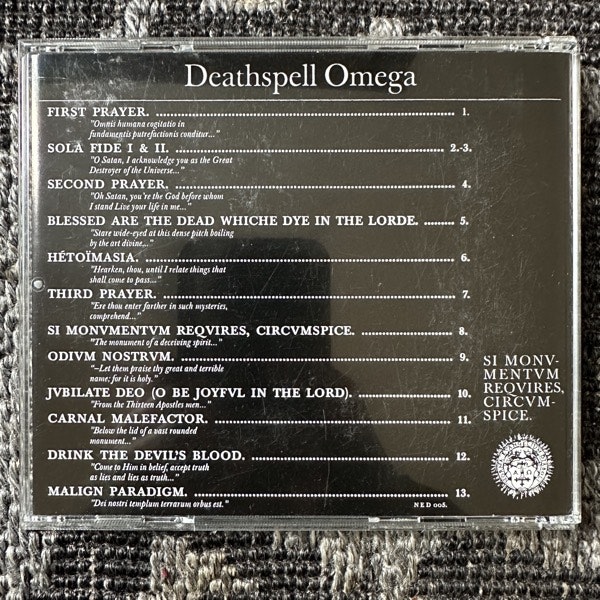 Deathspell Omega
FIRST PRAYER. 1.
"Omnis humana cogitatio in
fundamentis putrefactionis conditur..."
SOLA FIDE I & II. 2.-3.
"O Satan, I acknowledge you as the Great
Destroyer of the Universe..."
SECOND PRAYER. 4.
"Oh Satan, you're the God before whom
I stand Live your life in me..."
BLESSED ARE THE DEAD WHICHE DYE IN THE LORDE. 5.
"Stare wide-eyed at this dense pitch boiling
by the art divine..."
HÉTOÏMASIA. 6.
"Hearken, thou, until I relate things that
shall come to pass..."
THIRD PRAYER. 7.
"Ere thou enter farther in such mysteries,
comprehend..."
SI MONVMENTVM REQVIRES, CIRCVMSPICE. 8.
"The monument of a deceiving spirit..."
ODIVM NOSTRVM. 9.
"–Let them praise thy great and terrible
name; for it is holy."
JVBILATE DEO (O BE JOYFVL IN THE LORD). 10.
"From the Thirteen Apostles men..."
CARNAL MALEFACTOR. 11.
"Below the lid of a vast rounded
monument..."
DRINK THE DEVIL'S BLOOD. 12.
"Come to Him in belief, accept truth
as lies and lies as truth..."
MALIGN PARADIGM. 13.
"Dei nostri templum terrarum orbus est."
NED 005.
SI MONV-
MENTVM
REQVIRES,
CIRCVM-
SPICE.